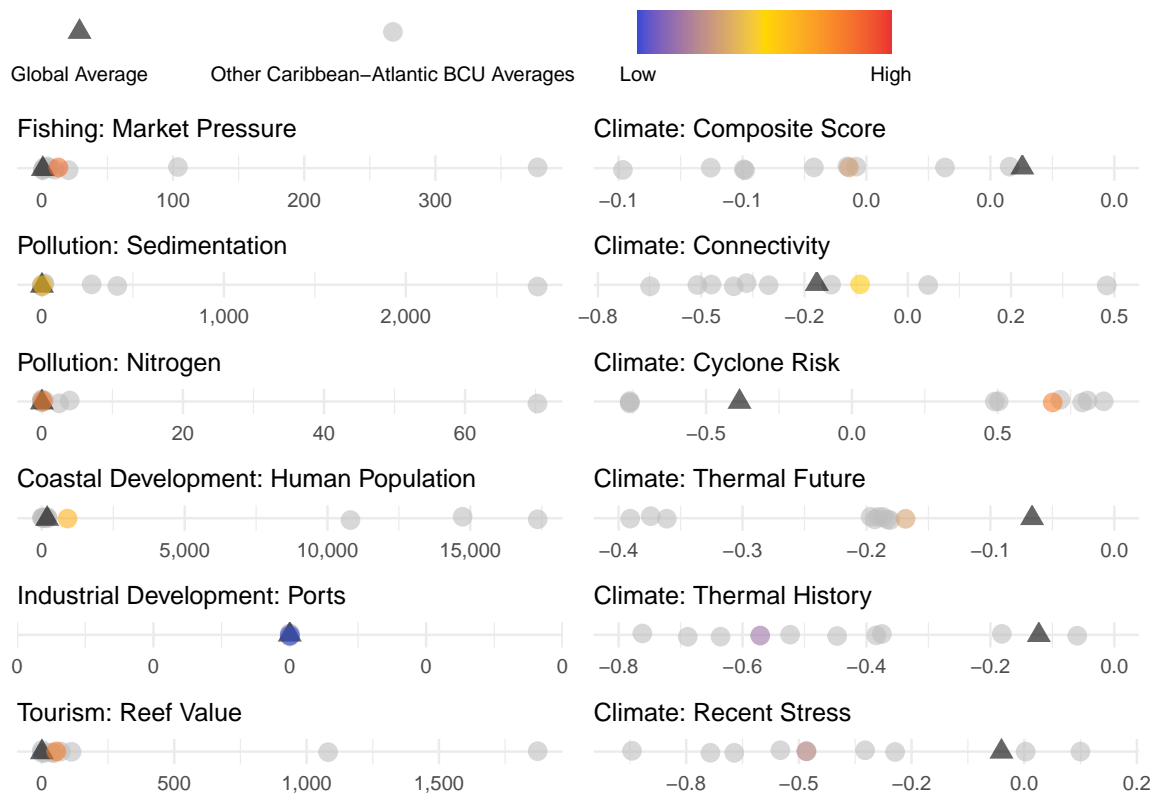 Global Average
Other Caribbean−Atlantic BCU Averages
Low
High
Fishing: Market Pressure
0 100 200 300
Pollution: Sedimentation
0 1,000 2,000
Pollution: Nitrogen
0 20 40 60
Coastal Development: Human Population
0 5,000 10,000 15,000
Industrial Development: Ports
0 0 0 0 0
Tourism: Reef Value
0 500 1,000 1,500
Climate: Composite Score
−0.1 −0.1 0.0 0.0 0.0
Climate: Connectivity
−0.8 −0.5 −0.2 0.0 0.2 0.5
Climate: Cyclone Risk
−0.5 0.0 0.5
Climate: Thermal Future
−0.4 −0.3 −0.2 −0.1 0.0
Climate: Thermal History
−0.8 −0.6 −0.4 −0.2 0.0
Climate: Recent Stress
−0.8 −0.5 −0.2 0.0 0.2